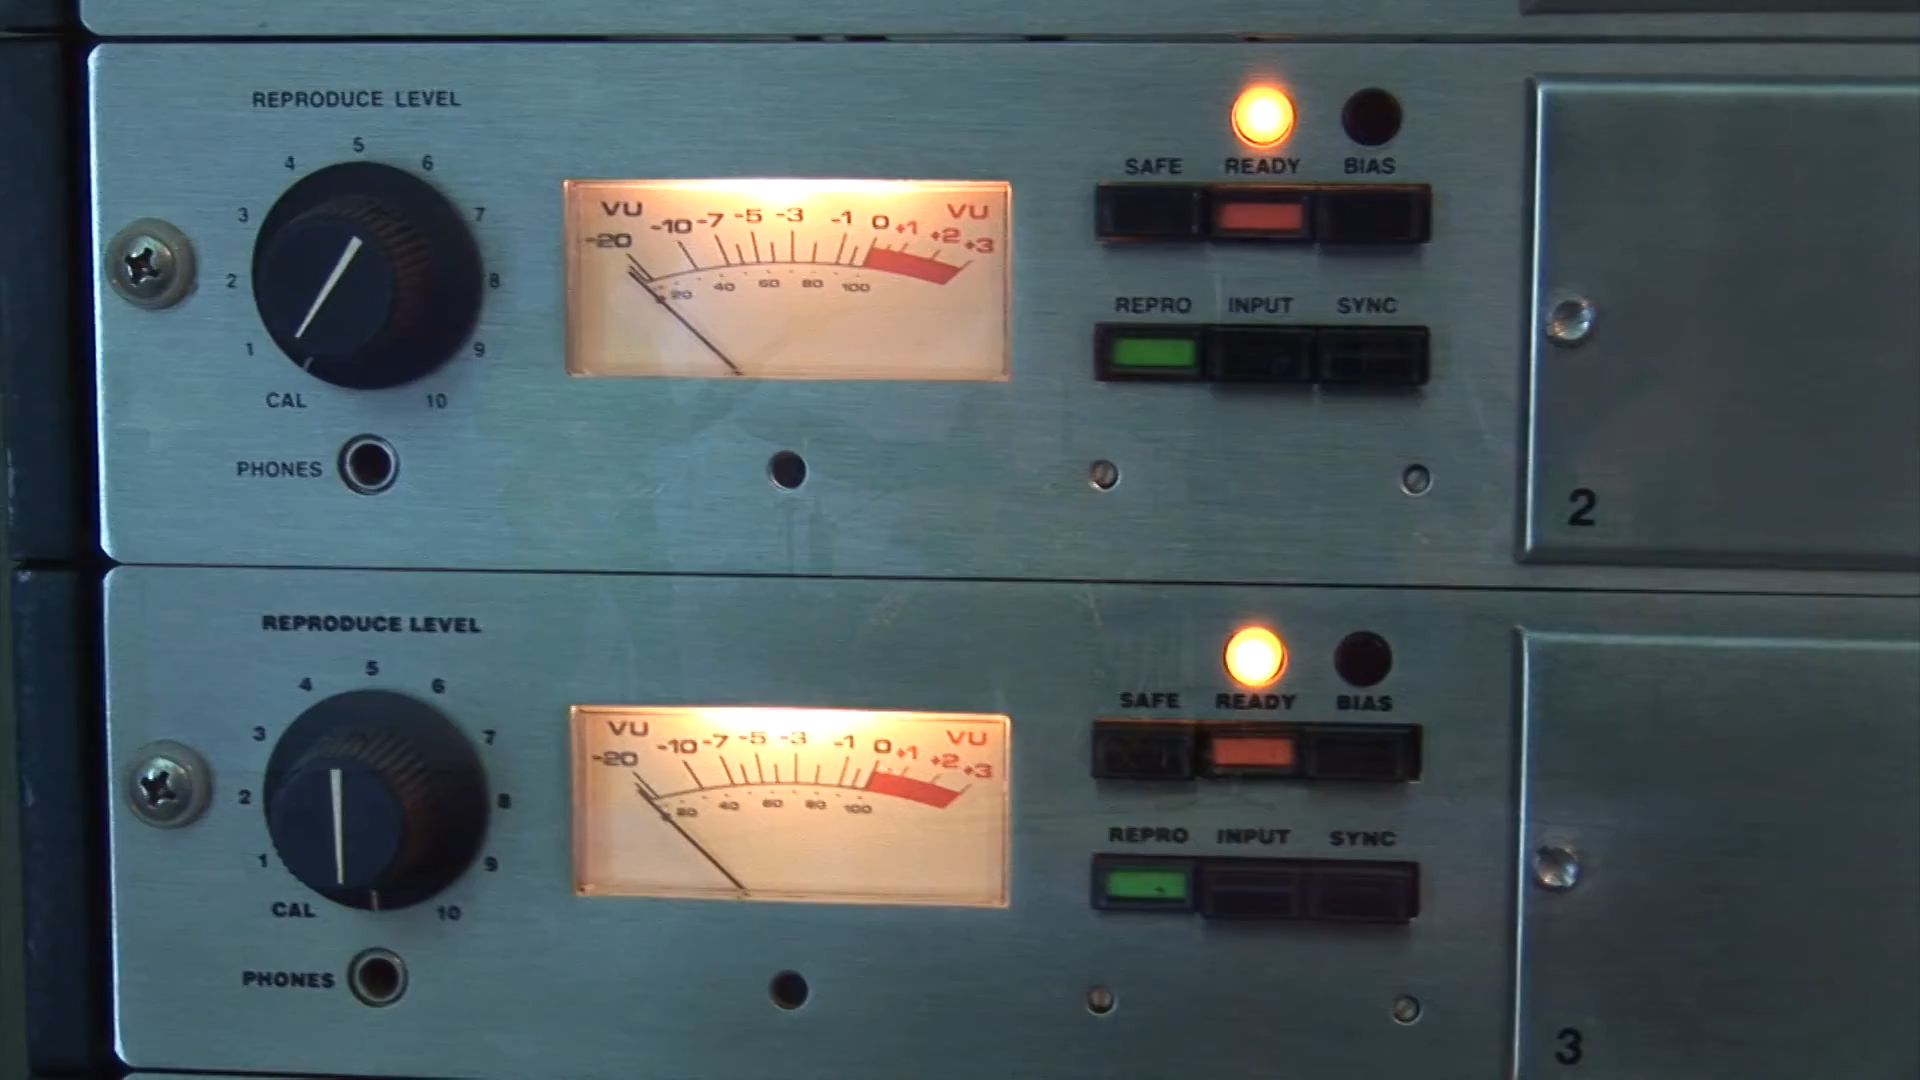 REPRODUCE LEVEL
5
4 6
3 7
2 8
1 9
CAL 10
PHONES
VU VU
-20 -10 -7 -5 -3 -1 0 +1 +2 +3
0 20 40 60 80 100
SAFE READY BIAS
REPRO INPUT SYNC
2
REPRODUCE LEVEL
5
4 6
3 7
2 8
1 9
CAL 10
PHONES
VU VU
-20 -10 -7 -5 -3 -1 0 +1 +2 +3
0 20 40 60 80 100
SAFE READY BIAS
REPRO INPUT SYNC
3